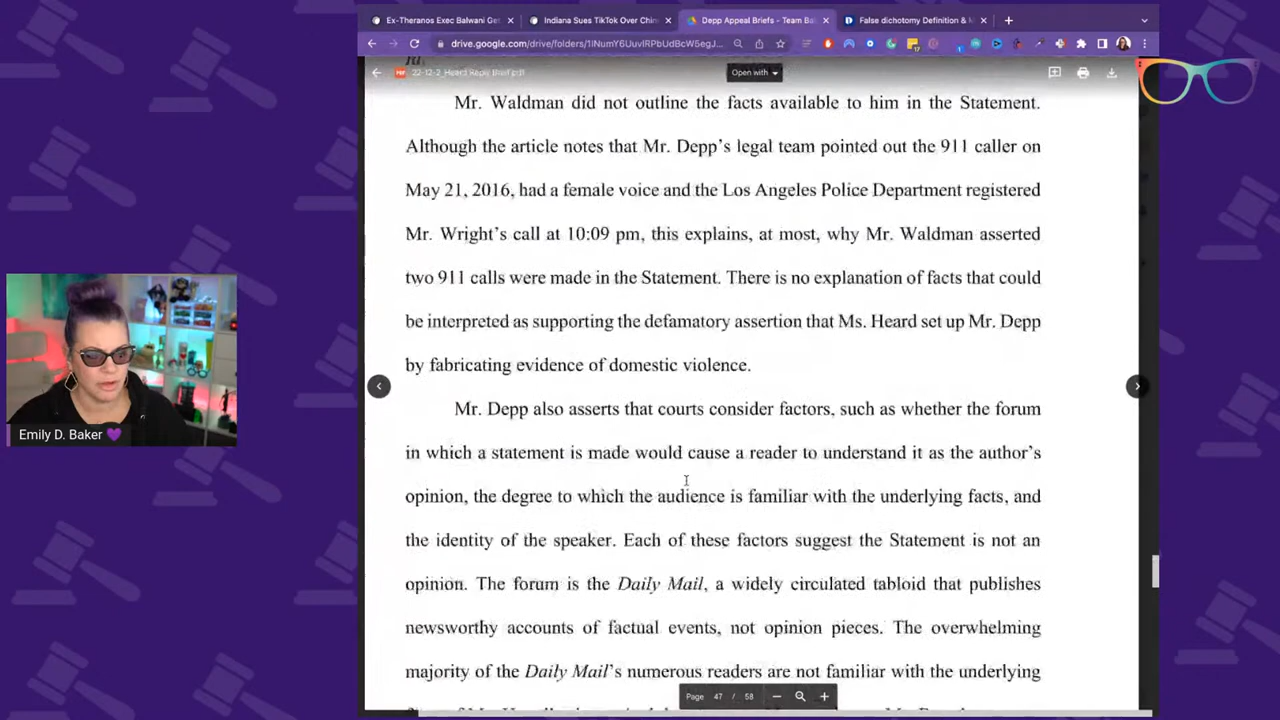 Ex-Theranos Exec Balwani Get
Indiana Sues TikTok Over Chin
Depp Appeal Briefs - Team Ba
False dichotomy Definition &
drive.google.com/drive/folders/1iNumY6UuvIRPbUdBcW5egJ...
22-12-2_Heard Reply Brief.pdf
Open with
Mr. Waldman did not outline the facts available to him in the Statement.
Although the article notes that Mr. Depp's legal team pointed out the 911 caller on
May 21, 2016, had a female voice and the Los Angeles Police Department registered
Mr. Wright's call at 10:09 pm, this explains, at most, why Mr. Waldman asserted
two 911 calls were made in the Statement. There is no explanation of facts that could
be interpreted as supporting the defamatory assertion that Ms. Heard set up Mr. Depp
by fabricating evidence of domestic violence.
Mr. Depp also asserts that courts consider factors, such as whether the forum
in which a statement is made would cause a reader to understand it as the author's
opinion, the degree to which the audience is familiar with the underlying facts, and
the identity of the speaker. Each of these factors suggest the Statement is not an
opinion. The forum is the Daily Mail, a widely circulated tabloid that publishes
newsworthy accounts of factual events, not opinion pieces. The overwhelming
majority of the Daily Mail's numerous readers are not familiar with the underlying
Page 47 / 58
Emily D. Baker 💜